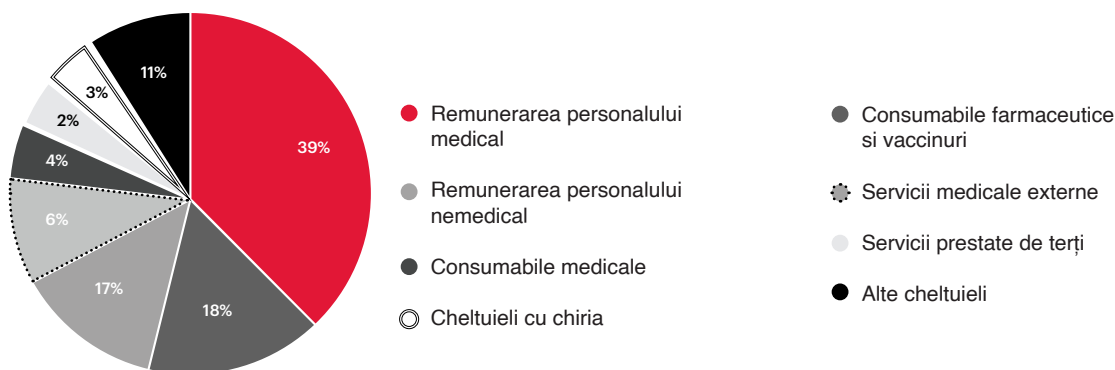 11%
3%
2%
4%
6%
17%
18%
39%
Remunerarea personalului
medical
Remunerarea personalului
nemedical
Consumabile medicale
Cheltuieli cu chiria
Consumabile farmaceutice
si vaccinuri
Servicii medicale externe
Servicii prestate de terți
Alte cheltuieli